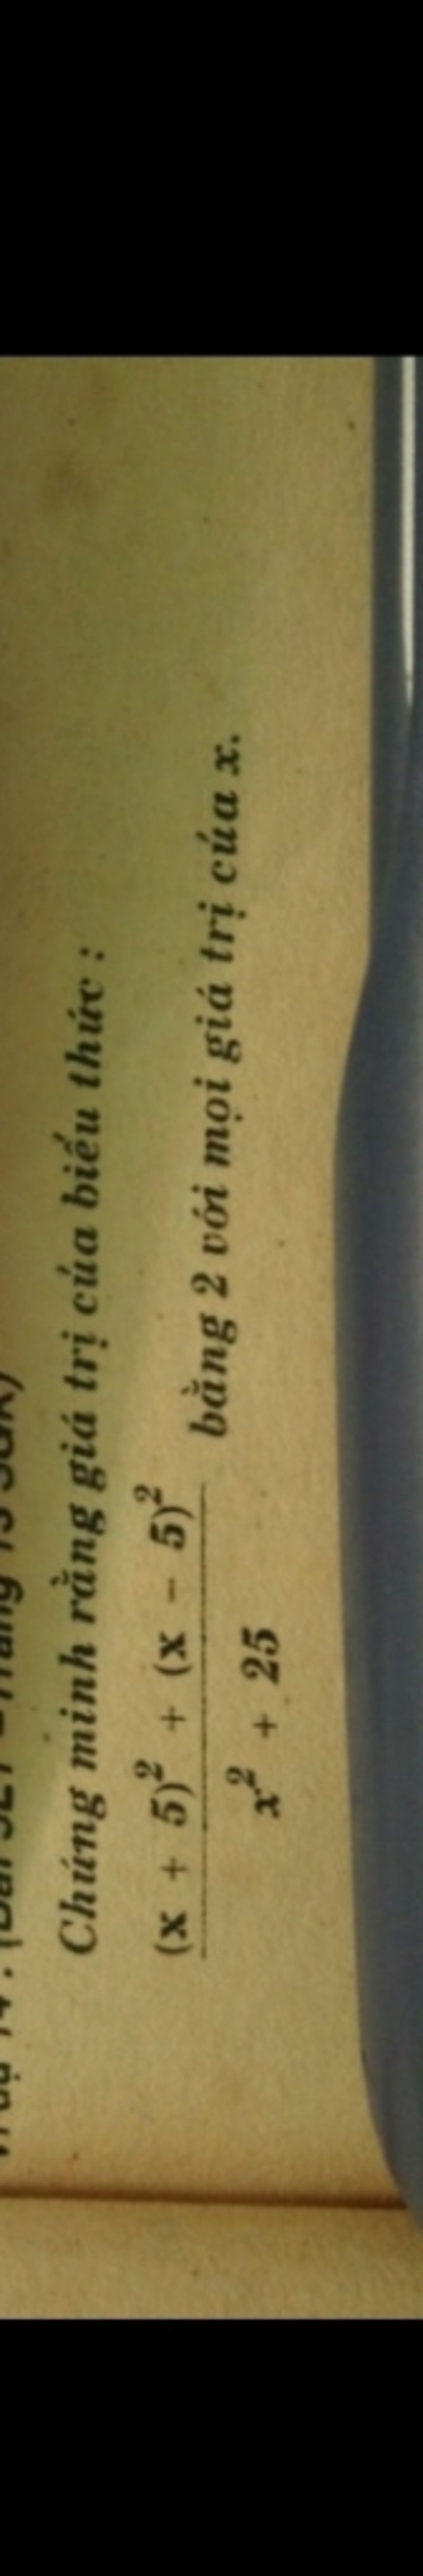 Chứng minh rằng giá trị của biểu thức :
(x + 5)² + (x − 5)²
bằng 2 với mọi giá trị của x.
x² + 25